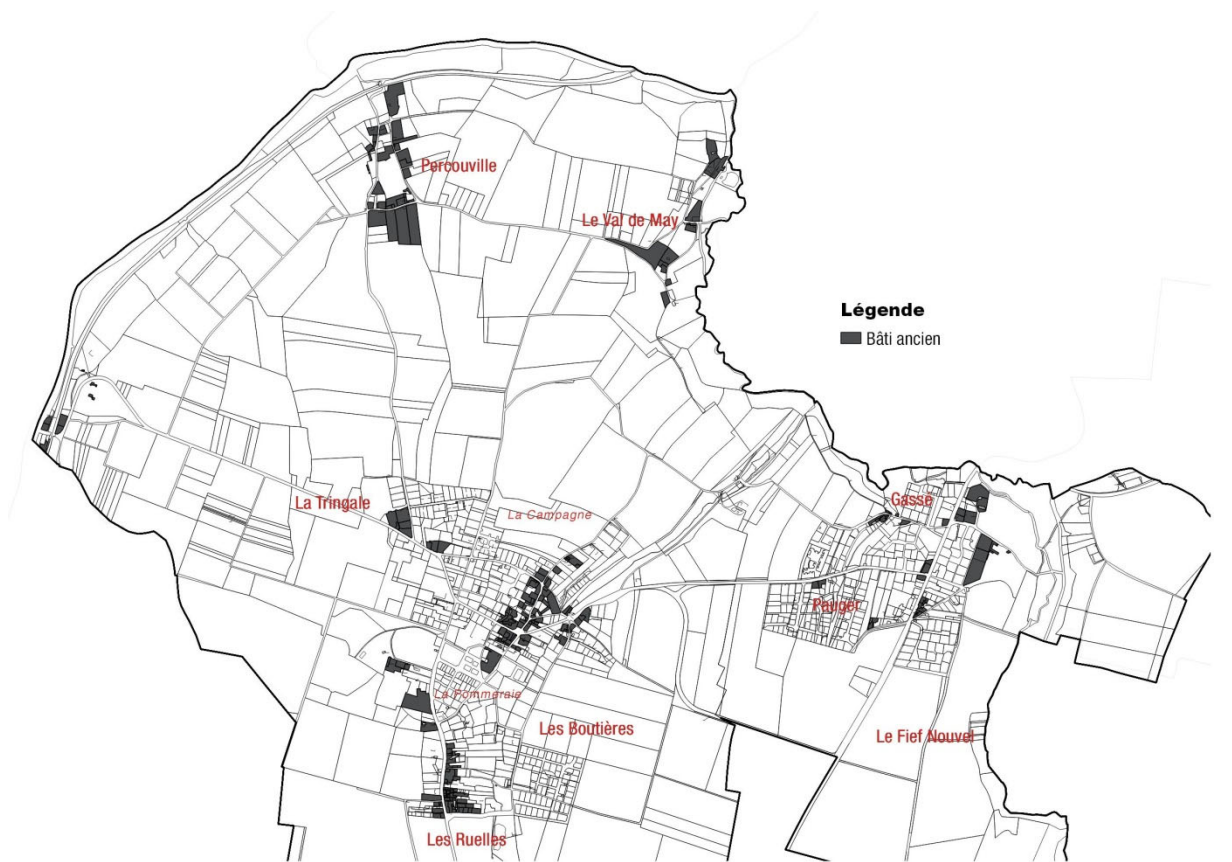 Percouville
Le Val de May
Légende
Bâti ancien
La Tringale
La Campagne
Gasse
Pauger
La Pommeraie
Les Boutières
Le Fief Nouvel
Les Ruelles